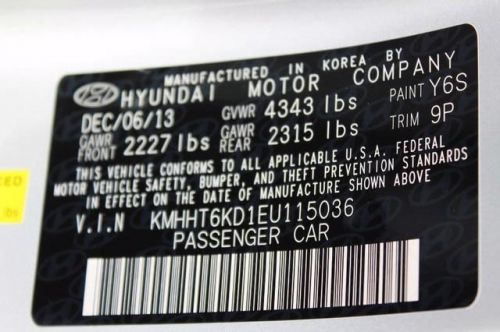 MANUFACTURED IN KOREA BY
HYUNDAI MOTOR COMPANY
DEC/06/13 GVWR 4343 lbs PAINT Y6S
GAWR FRONT 2227 lbs GAWR REAR 2315 lbs TRIM 9P
THIS VEHICLE CONFORMS TO ALL APPLICABLE U.S.A. FEDERAL
MOTOR VEHICLE SAFETY, BUMPER, AND THEFT PREVENTION STANDARDS
IN EFFECT ON THE DATE OF MANUFACTURE SHOWN ABOVE.
V.I.N KMHHT6KD1EU115036
PASSENGER CAR
lbs